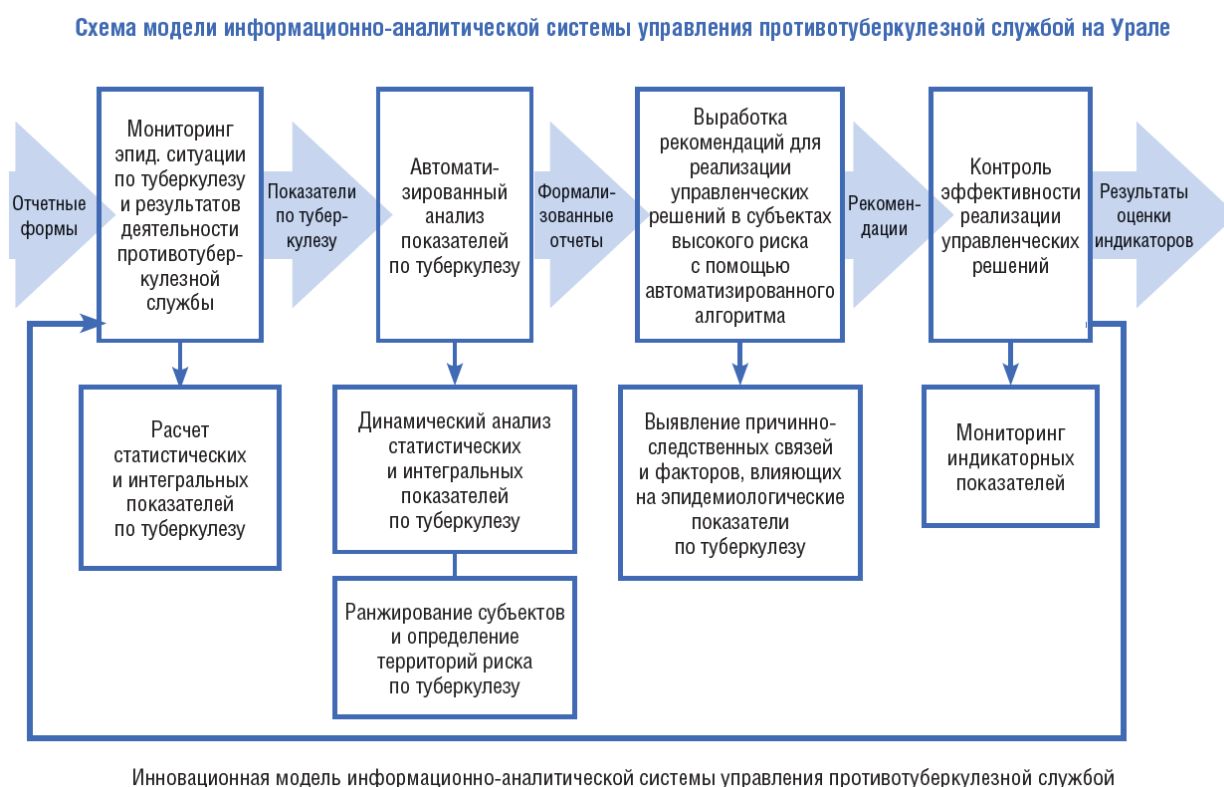 Схема модели информационно-аналитической системы управления противотуберкулезной службой на Урале
Отчетные
формы
Мониторинг
эпид. ситуации
по туберкулезу
и результатов
деятельности
противотубер-
кулезной
службы
Показатели
по тубер-
кулезу
Автомати-
зированный
анализ
показателей
по туберкулезу
Формали-
зованные
отчеты
Выработка
рекомендаций для
реализации
управленческих
решений в субъектах
высокого риска
с помощью
автоматизированного
алгоритма
Рекомен-
дации
Контроль
эффективности
реализации
управленческих
решений
Результаты
оценки
индикаторов
Расчет
статистических
и интегральных
показателей
по туберкулезу
Динамический анализ
статистических
и интегральных
показателей
по туберкулезу
Ранжирование субъектов
и определение
территорий риска
по туберкулезу
Выявление причинно-
следственных связей
и факторов, влияющих
на эпидемиологические
показатели
по туберкулезу
Мониторинг
индикаторных
показателей
Инновационная модель информационно-аналитической системы управления противотуберкулезной службой